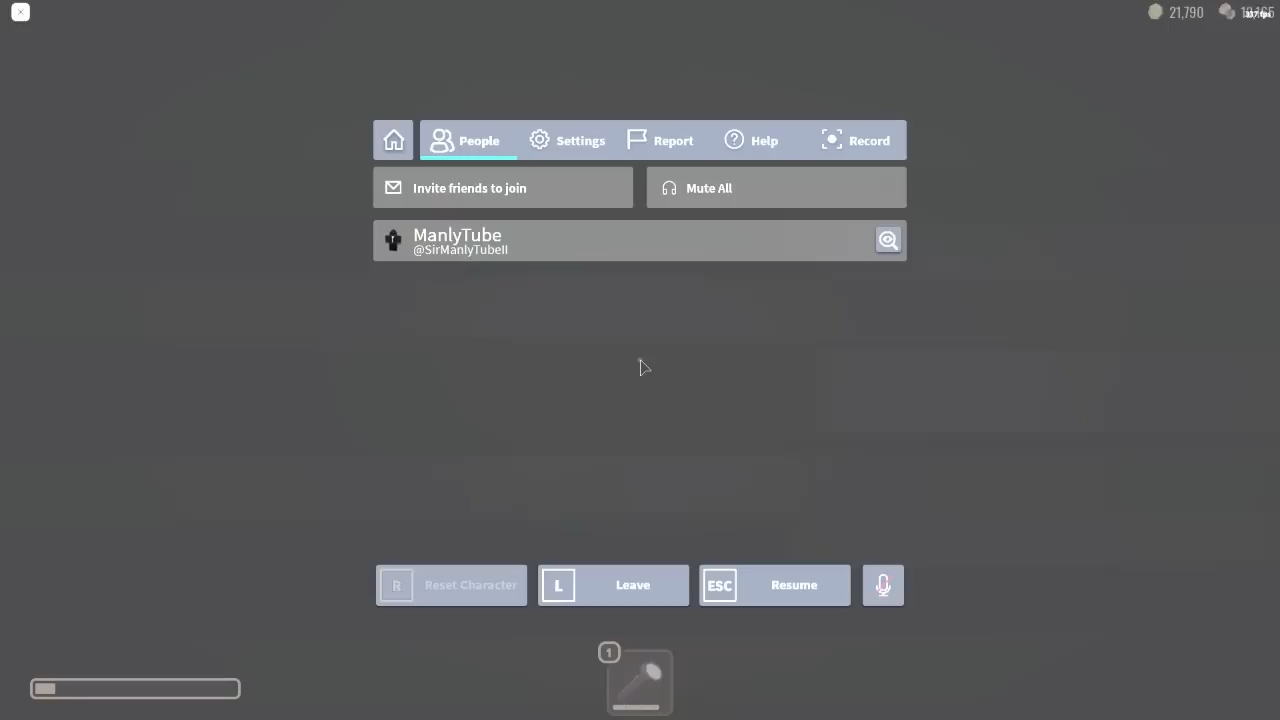 21,790
People
Settings
Report
Help
Record
Invite friends to join
Mute All
ManlyTube
@SirManlyTubeII
R
Reset Character
L
Leave
ESC
Resume
1